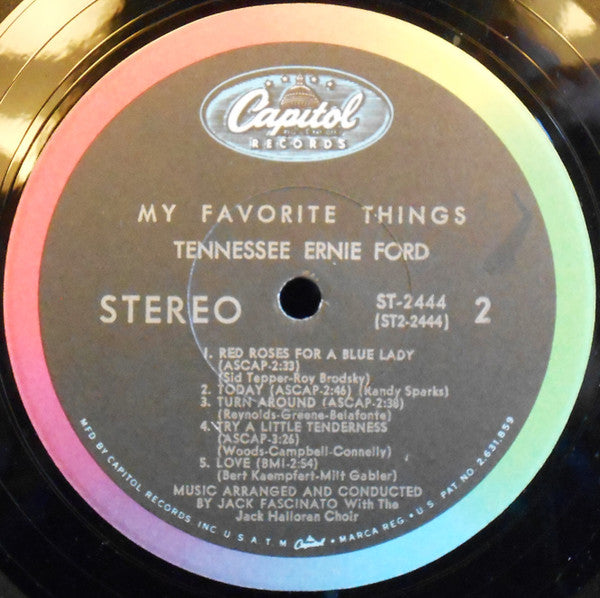 Capitol
RECORDS
MY FAVORITE THINGS
TENNESSEE ERNIE FORD
STEREO
ST-2444
(ST2-2444)
2
1. RED ROSES FOR A BLUE LADY
(ASCAP-2:33)
(Sid Tepper-Roy Brodsky)
2. TODAY (ASCAP-2:46) (Randy Sparks)
3. TURN AROUND (ASCAP-2:38)
(Reynolds-Greene-Belafonte)
4. TRY A LITTLE TENDERNESS
(ASCAP-3:26)
(Woods-Campbell-Connelly)
5. LOVE (BMI-2:54)
(Bert Kaempfert-Milt Gabler)
MUSIC ARRANGED AND CONDUCTED
BY JACK FASCINATO With The
Jack Halloran Choir
MFD BY CAPITOL RECORDS, INC. U.S.A. T.M. Capitol MARCA REG. • U.S. PAT. NO. 2,631,859